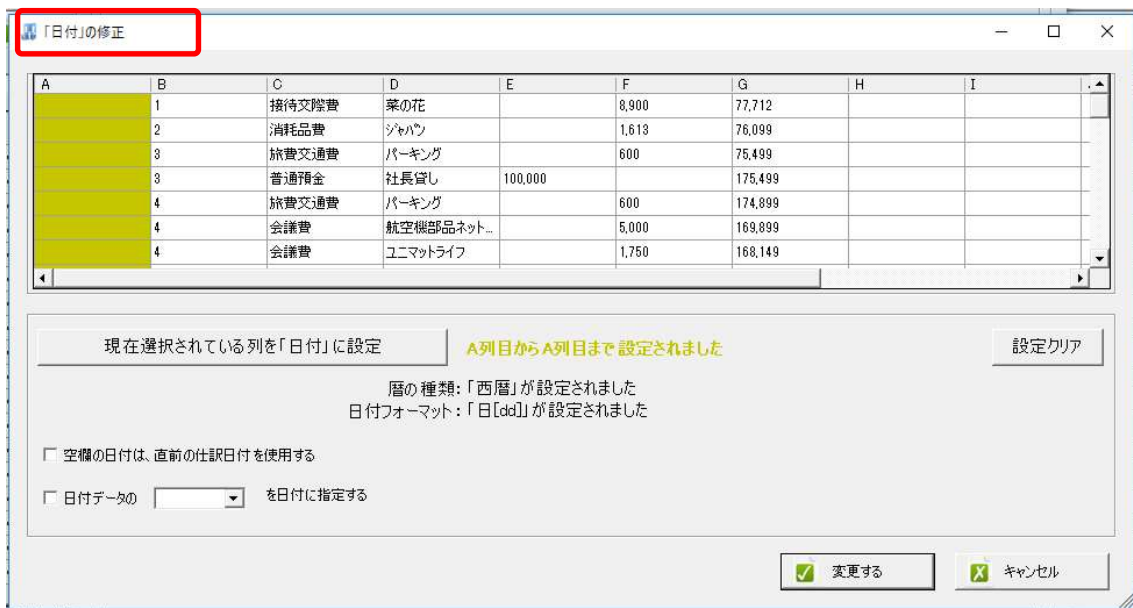 「日付」の修正
A B C D E F G H I
1 接待交際費 菜の花 8,900 77,712
2 消耗品費 ジャパン 1,613 76,099
3 旅費交通費 パーキング 600 75,499
3 普通預金 社長貸し 100,000 175,499
4 旅費交通費 パーキング 600 174,899
4 会議費 航空機部品ネット... 5,000 169,899
4 会議費 ユニマットライフ 1,750 168,149
現在選択されている列を「日付」に設定 A列目からA列目まで設定されました 設定クリア
暦の種類：「西暦」が設定されました
日付フォーマット：「日[dd]」が設定されました
空欄の日付は、直前の仕訳日付を使用する
日付データの を日付に指定する
変更する キャンセル